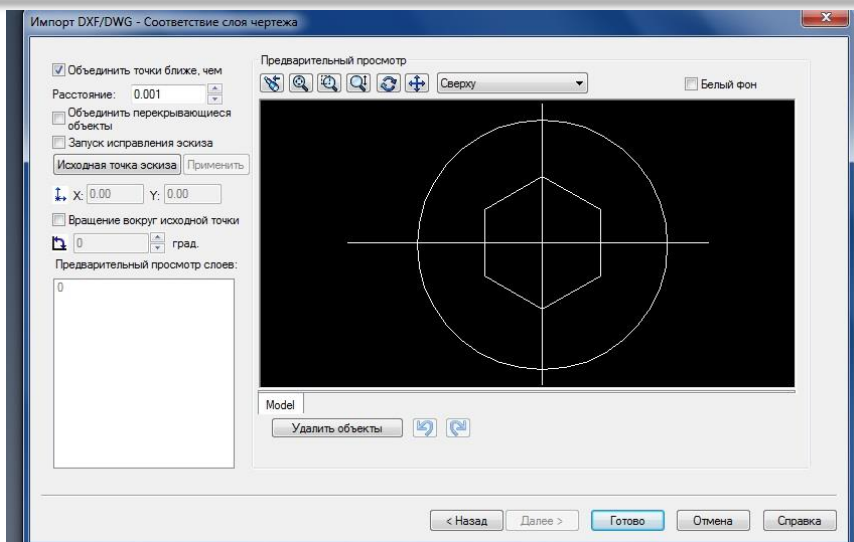 Импорт DXF/DWG - Соответствие слоя чертежа
Объединить точки ближе, чем
Расстояние: 0.001
Объединить перекрывающиеся
объекты
Запуск исправления эскиза
Исходная точка эскиза Применить
X: 0.00 Y: 0.00
Вращение вокруг исходной точки
0 град.
Предварительный просмотр слоев:
0
Предварительный просмотр
Сверху Белый фон
Model
Удалить объекты
< Назад Далее > Готово Отмена Справка